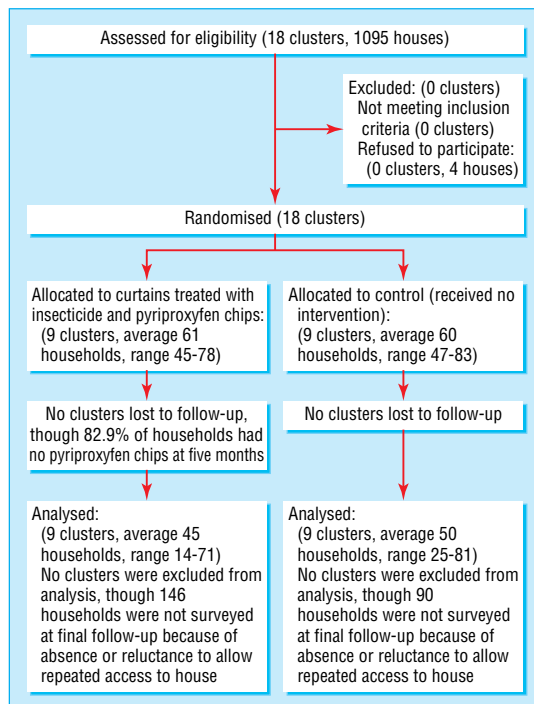 Assessed for eligibility (18 clusters, 1095 houses)
Excluded: (0 clusters)
Not meeting inclusion
criteria (0 clusters)
Refused to participate:
(0 clusters, 4 houses)
Randomised (18 clusters)
Allocated to curtains treated with
insecticide and pyriproxyfen chips:
(9 clusters, average 61
households, range 45-78)
Allocated to control (received no
intervention):
(9 clusters, average 60
households, range 47-83)
No clusters lost to follow-up,
though 82.9% of households had
no pyriproxyfen chips at five months
No clusters lost to follow-up
Analysed:
(9 clusters, average 45
households, range 14-71)
No clusters were excluded from
analysis, though 146
households were not surveyed
at final follow-up because of
absence or reluctance to allow
repeated access to house
Analysed:
(9 clusters, average 50
households, range 25-81)
No clusters were excluded from
analysis, though 90
households were not surveyed
at final follow-up because of
absence or reluctance to allow
repeated access to house